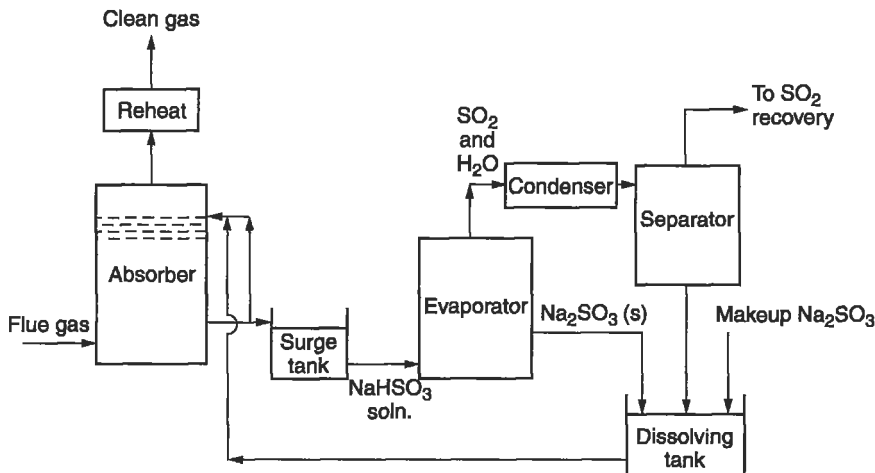 Clean gas
Reheat
Absorber
Flue gas
Surge
tank
NaHSO₃
soln.
SO₂
and
H₂O
Condenser
Evaporator
Separator
To SO₂
recovery
Na₂SO₃ (s)
Makeup Na₂SO₃
Dissolving
tank